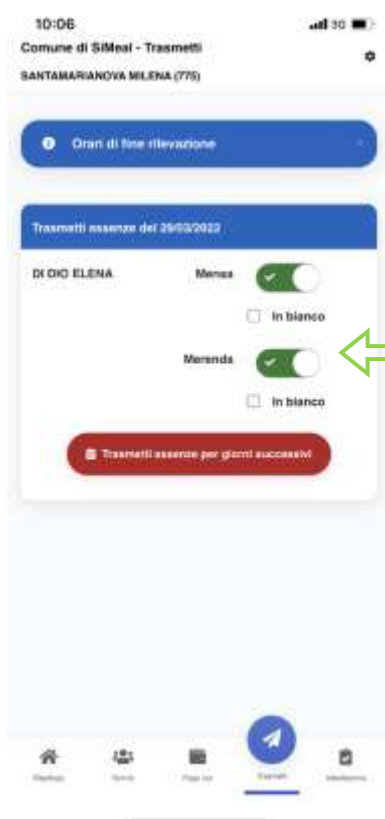 10:06
3G
Comune di SiMeal - Trasmetti
SANTAMARIANOVA MILENA (775)
Orari di fine rilevazione
Trasmetti assenze del 29/03/2022
DI DIO ELENA Mensa
In bianco
Merenda
In bianco
Trasmetti assenze per giorni successivi